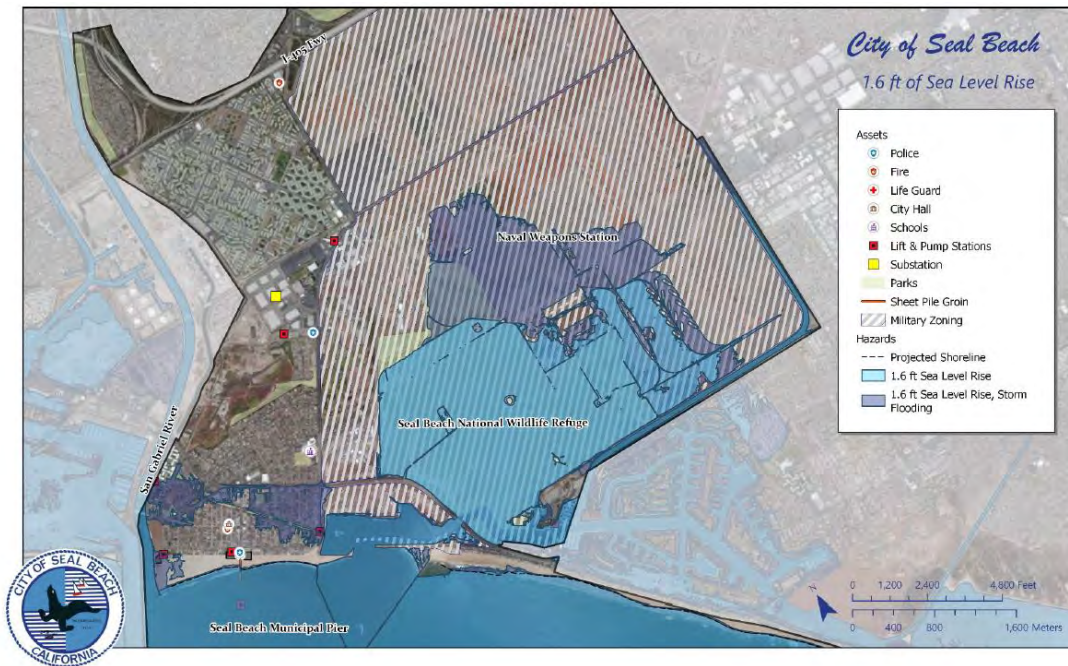 City of Seal Beach
1.6 ft of Sea Level Rise
I-405 Fwy
Assets
Police
Fire
Life Guard
City Hall
Schools
Lift & Pump Stations
Substation
Parks
Sheet Pile Groin
Military Zoning
Hazards
Projected Shoreline
1.6 ft Sea Level Rise
1.6 ft Sea Level Rise, Storm
Flooding
Naval Weapons Station
Seal Beach National Wildlife Refuge
San Gabriel River
Seal Beach Municipal Pier
CITY OF SEAL BEACH
CALIFORNIA
N
0 1,200 2,400 4,800 Feet
0 400 800 1,600 Meters